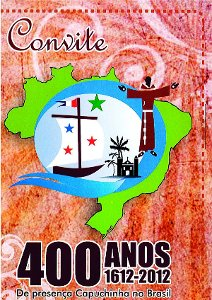 Convite
400 ANOS
1612-2012
De presença Capuchinha no Brasil